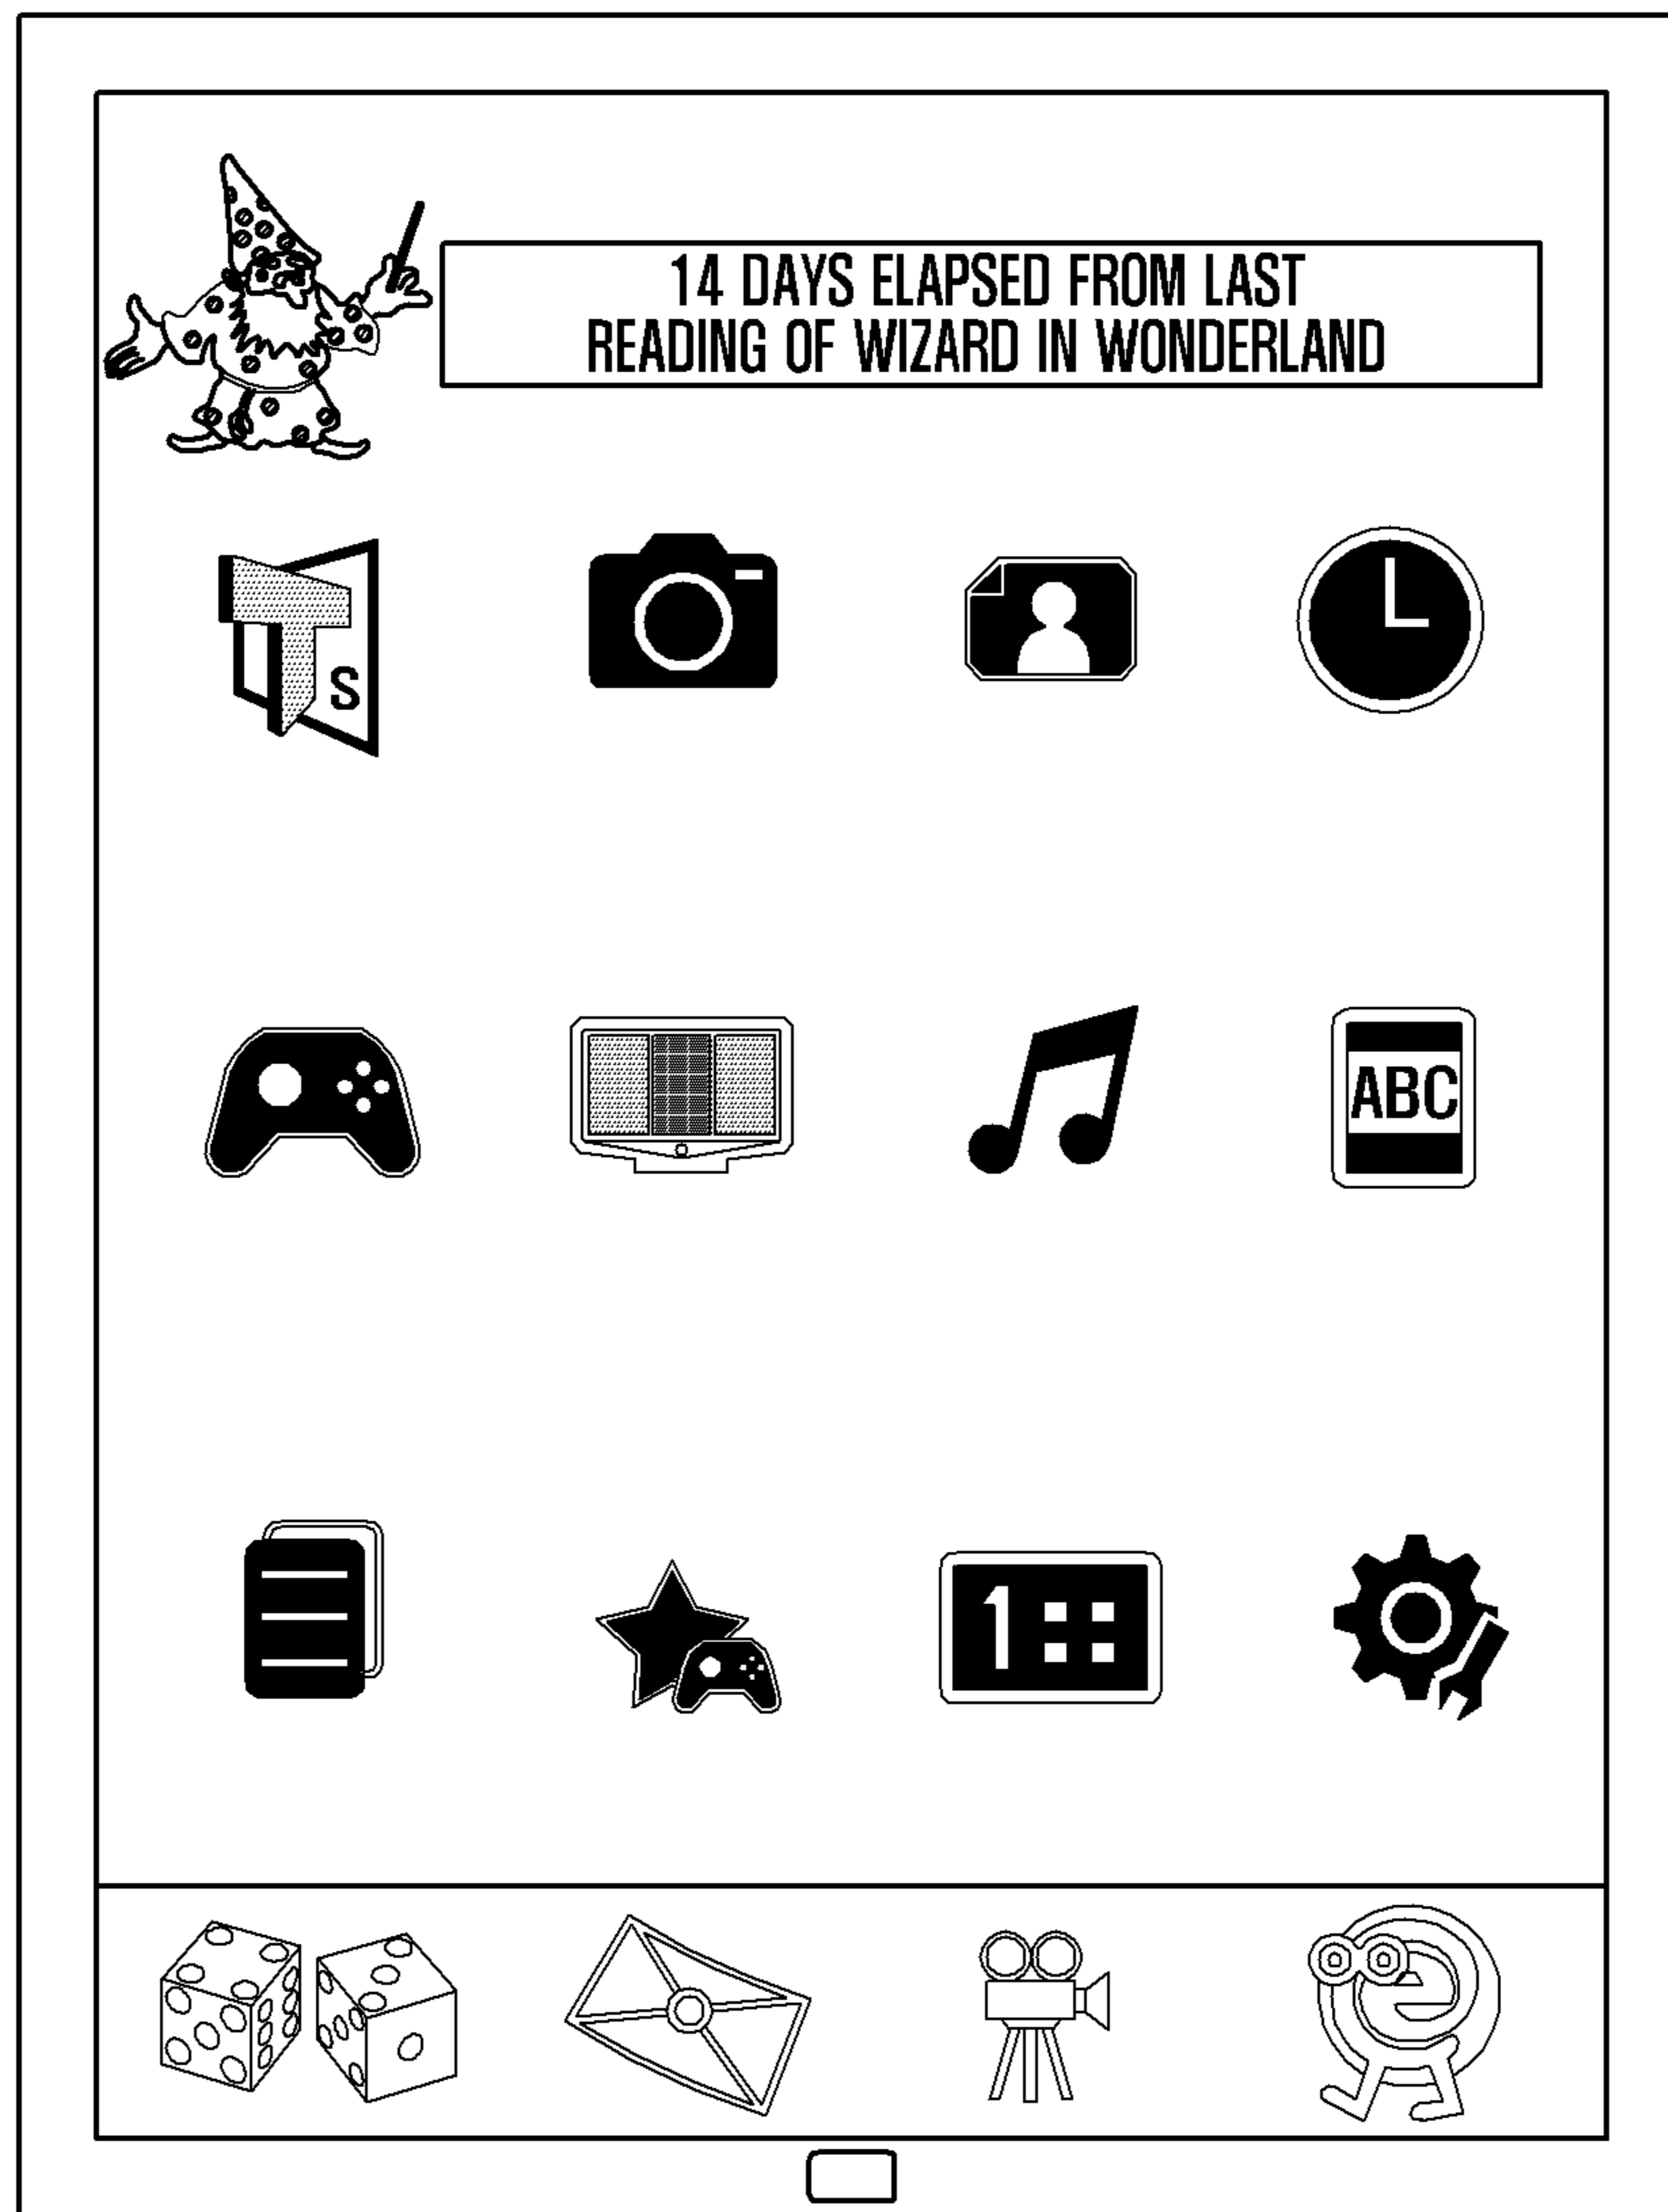 14 DAYS ELAPSED FROM LAST
READING OF WIZARD IN WONDERLAND
T
S
ABC
1